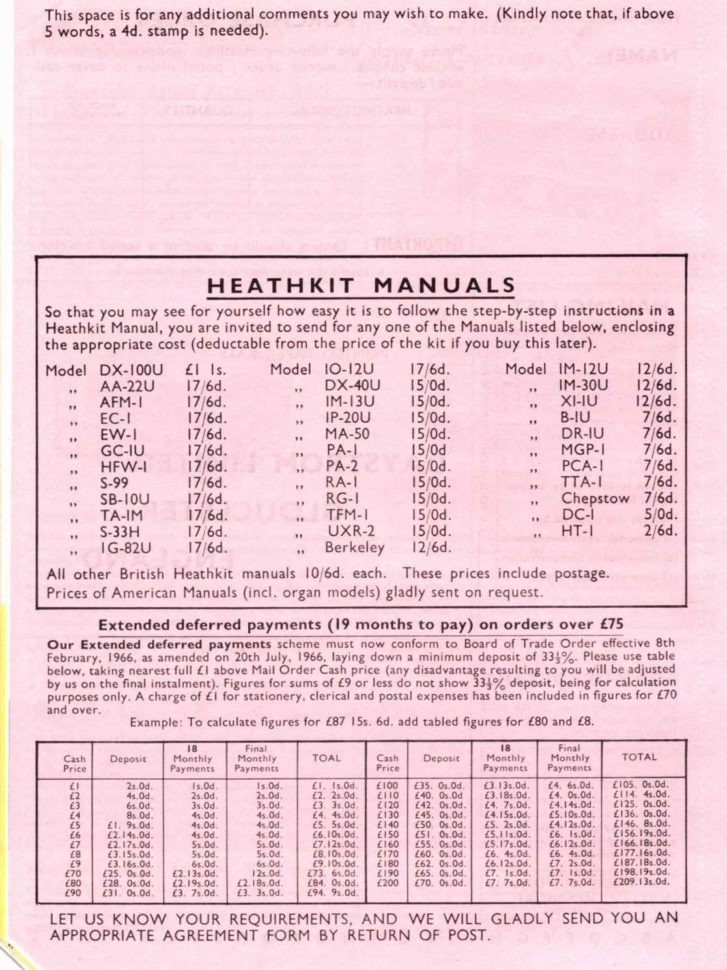 This space is for any additional comments you may wish to make. (Kindly note that, if above
5 words, a 4d. stamp is needed).
HEATHKIT MANUALS
So that you may see for yourself how easy it is to follow the step-by-step instructions in a
Heathkit Manual, you are invited to send for any one of the Manuals listed below, enclosing
the appropriate cost (deductable from the price of the kit if you buy this later).
Model DX-100U £1 1s. Model IO-12U 17/6d. Model IM-12U 12/6d.
,, AA-22U 17/6d. ,, DX-40U 15/0d. ,, IM-30U 12/6d.
,, AFM-1 17/6d. ,, IM-13U 15/0d. ,, XI-IU 12/6d.
,, EC-1 17/6d. ,, IP-20U 15/0d. ,, B-IU 7/6d.
,, EW-1 17/6d. ,, MA-50 15/0d. ,, DR-IU 7/6d.
,, GC-IU 17/6d. ,, PA-1 15/0d. ,, MGP-1 7/6d.
,, HFW-1 17/6d. ,, PA-2 15/0d. ,, PCA-1 7/6d.
,, S-99 17/6d. ,, RA-1 15/0d. ,, TTA-1 7/6d.
,, SB-10U 17/6d. ,, RG-1 15/0d. ,, Chepstow 7/6d.
,, TA-IM 17/6d. ,, TFM-1 15/0d. ,, DC-1 5/0d.
,, S-33H 17/6d. ,, UXR-2 15/0d. ,, HT-1 2/6d.
,, IG-82U 17/6d. ,, Berkeley 12/6d.
All other British Heathkit manuals 10/6d. each. These prices include postage.
Prices of American Manuals (incl. organ models) gladly sent on request.
Extended deferred payments (19 months to pay) on orders over £75
Our Extended deferred payments scheme must now conform to Board of Trade Order effective 8th
February, 1966, as amended on 20th July, 1966, laying down a minimum deposit of 33⅓%. Please use table
below, taking nearest full £1 above Mail Order Cash price (any disadvantage resulting to you will be adjusted
by us on the final instalment). Figures for sums of £9 or less do not show 33⅓% deposit, being for calculation
purposes only. A charge of £1 for stationery, clerical and postal expenses has been included in figures for £70
and over.
Example: To calculate figures for £87 15s. 6d. add tabled figures for £80 and £8.
Cash Price Deposit 18 Monthly Payments Final Monthly Payments TOAL Cash Price Deposit 18 Monthly Payments Final Monthly Payments TOTAL
£1 2s.0d. 1s.0d. 1s.0d. £1. 1s.0d. £100 £35. 0s.0d. £3.13s.0d. £4. 6s.0d. £105. 0s.0d.
£2 4s.0d. 2s.0d. 2s.0d. £2. 2s.0d. £110 £40. 0s.0d £3.18s.0d. £4. 0s.0d. £114. 4s.0d.
£3 6s.0d. 3s.0d. 3s.0d. £3. 3s.0d. £120 £42. 0s.0d. £4. 7s.0d. £4.14s.0d. £125. 0s.0d.
£4 8s.0d. 4s.0d. 4s.0d. £4. 4s.0d. £130 £45. 0s.0d. £4.15s.0d. £5.10s.0d. £136. 0s.0d.
£5 £1. 9s.0d. 4s.0d. 4s.0d. £5. 5s.0d. £140 £50. 0s.0d. £5. 2s.0d. £4.12s.0d. £146. 8s.0d.
£6 £2.14s.0d. 4s.0d. 4s.0d. £6.10s.0d. £150 £51. 0s.0d. £5.11s.0d. £6. 1s.0d. £156.19s.0d.
£7 £2.17s.0d. 5s.0d. 5s.0d. £7.12s.0d. £160 £55. 0s.0d. £5.17s.0d. £6.12s.0d. £166.18s.0d.
£8 £3.15s.0d. 5s.0d. 5s.0d. £8.10s.0d. £170 £60. 0s.0d. £6. 4s.0d. £6. 4s.0d. £177.16s.0d.
£9 £3.16s.0d. 6s.0d. 6s.0d. £9.10s.0d. £180 £62. 0s.0d. £6.12s.0d. £7. 2s.0d. £187.18s.0d.
£70 £25. 0s.0d. £2.13s.0d. 12s.0d. £73. 6s.0d. £190 £65. 0s.0d. £7. 1s.0d. £7. 1s.0d. £198.19s.0d.
£80 £28. 0s.0d. £2.19s.0d. £2.18s.0d. £84. 0s.0d. £200 £70. 0s.0d. £7. 7s.0d. £7. 7s.0d. £209.13s.0d.
£90 £31. 0s.0d. £3. 7s.0d. £3. 3s.0d. £94. 9s.0d.
LET US KNOW YOUR REQUIREMENTS, AND WE WILL GLADLY SEND YOU AN
APPROPRIATE AGREEMENT FORM BY RETURN OF POST.